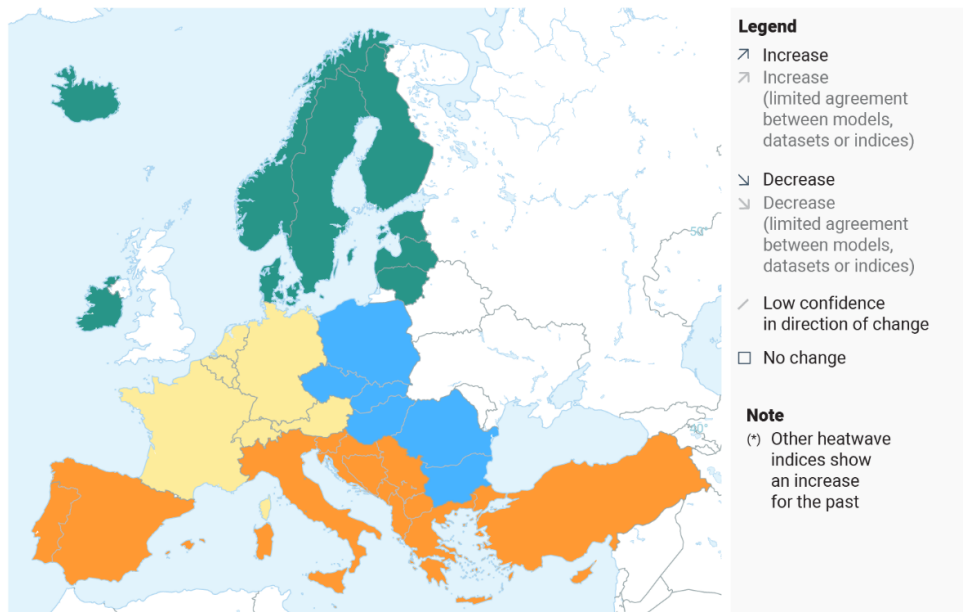 Legend
Increase
Increase
(limited agreement
between models,
datasets or indices)
Decrease
Decrease
(limited agreement
between models,
datasets or indices)
Low confidence
in direction of change
No change
Note
(*) Other heatwave
indices show
an increase
for the past